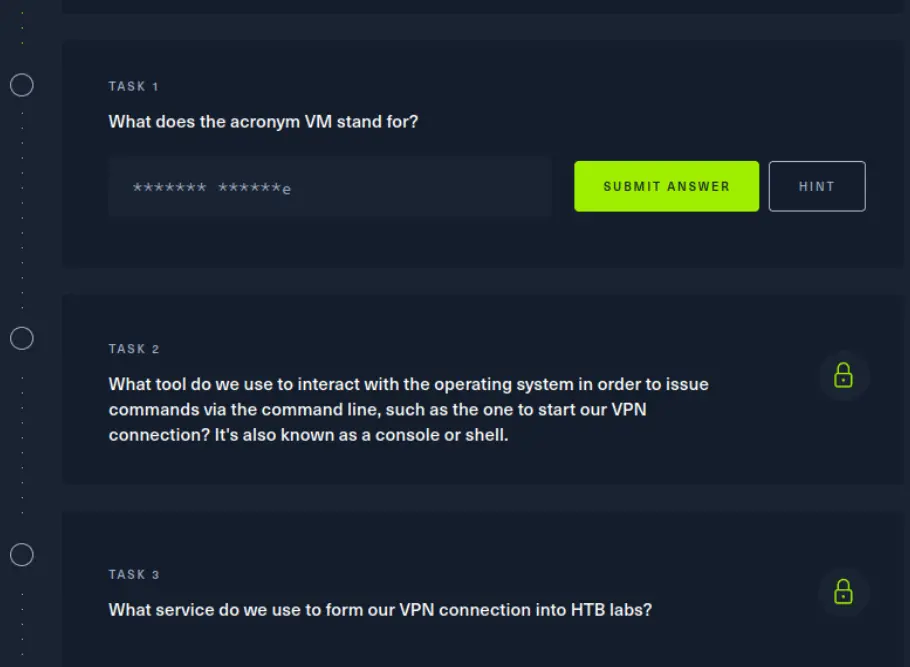 TASK 1
What does the acronym VM stand for?
******* ******e
SUBMIT ANSWER
HINT
TASK 2
What tool do we use to interact with the operating system in order to issue
commands via the command line, such as the one to start our VPN
connection? It's also known as a console or shell.
TASK 3
What service do we use to form our VPN connection into HTB labs?